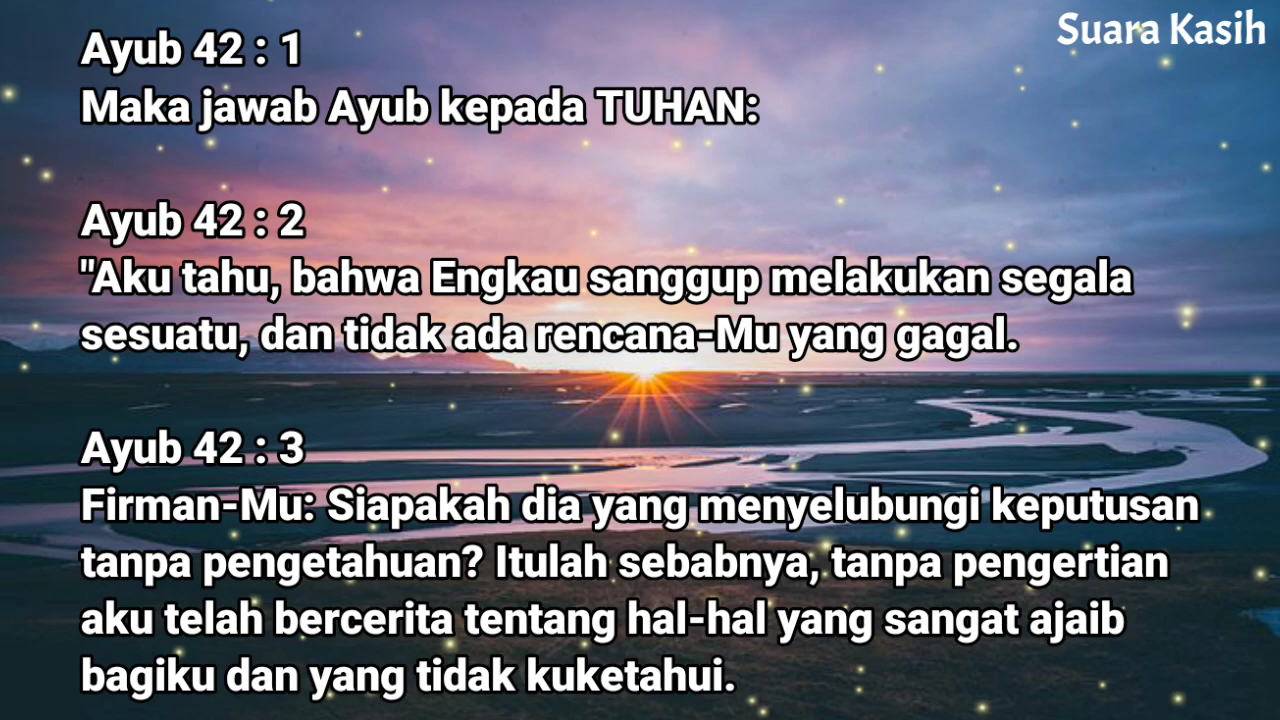 Suara Kasih
Ayub 42 : 1
Maka jawab Ayub kepada TUHAN:
Ayub 42 : 2
"Aku tahu, bahwa Engkau sanggup melakukan segala
sesuatu, dan tidak ada rencana-Mu yang gagal.
Ayub 42 : 3
Firman-Mu: Siapakah dia yang menyelubungi keputusan
tanpa pengetahuan? Itulah sebabnya, tanpa pengertian
aku telah bercerita tentang hal-hal yang sangat ajaib
bagiku dan yang tidak kuketahui.